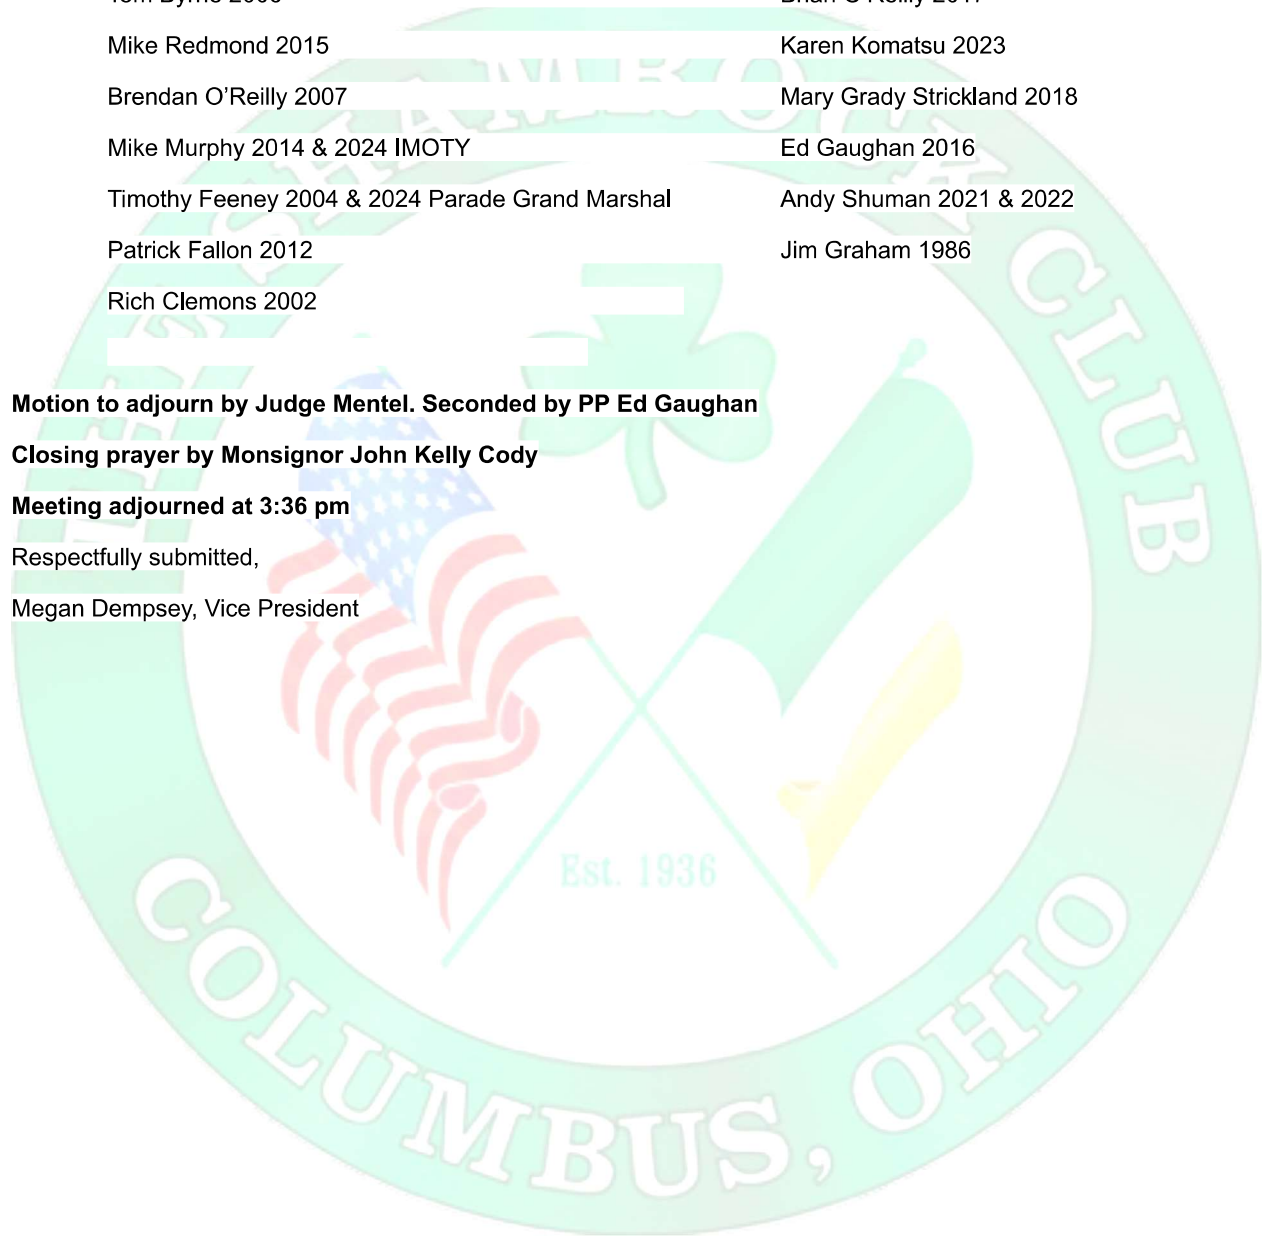 Mike Redmond 2015 Karen Komatsu 2023
Brendan O’Reilly 2007 Mary Grady Strickland 2018
Mike Murphy 2014 & 2024 IMOTY Ed Gaughan 2016
Timothy Feeney 2004 & 2024 Parade Grand Marshal Andy Shuman 2021 & 2022
Patrick Fallon 2012 Jim Graham 1986
Rich Clemons 2002
Motion to adjourn by Judge Mentel. Seconded by PP Ed Gaughan
Closing prayer by Monsignor John Kelly Cody
Meeting adjourned at 3:36 pm
Respectfully submitted,
Megan Dempsey, Vice President
THE SHAMROCK CLUB
Est. 1936
COLUMBUS, OHIO